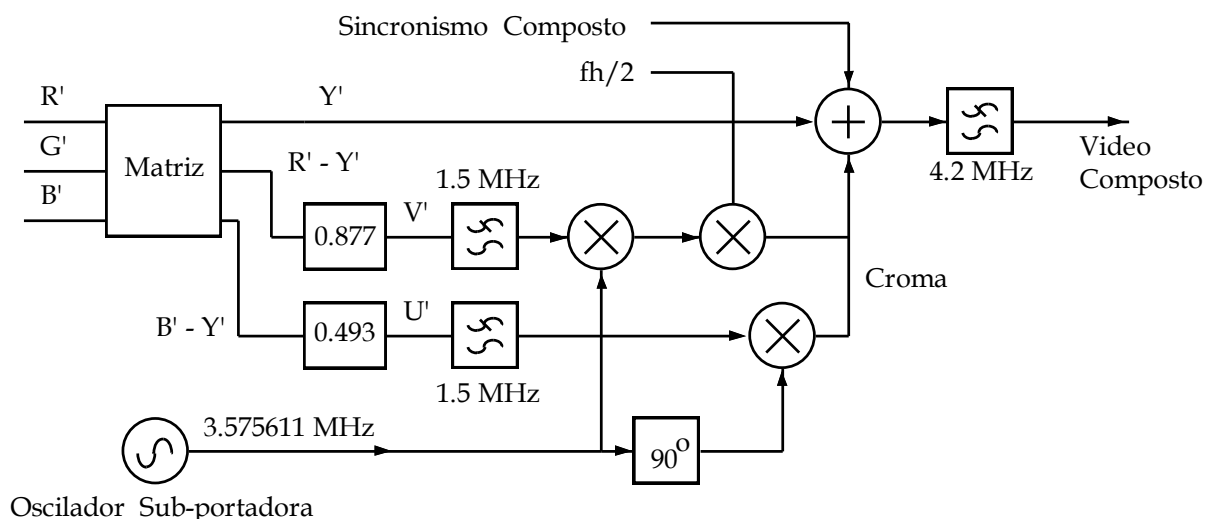 Sincronismo Composto
fh/2
R'
Y'
G'
Matriz
R' - Y'
1.5 MHz
4.2 MHz
Video
Composto
B'
V'
0.877
Croma
B' - Y'
0.493
U'
1.5 MHz
3.575611 MHz
90°
Oscilador Sub-portadora